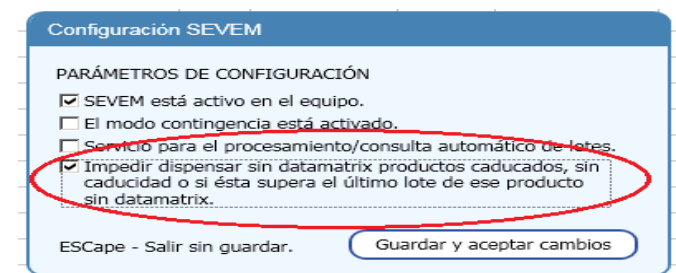 Configuración SEVEM
PARÁMETROS DE CONFIGURACIÓN
SEVEM está activo en el equipo.
El modo contingencia está activado.
Servicio para el procesamiento/consulta automático de lotes.
Impedir dispensar sin datamatrix productos caducados, sin
caducidad o si ésta supera el último lote de ese producto
sin datamatrix.
ESCape - Salir sin guardar.
Guardar y aceptar cambios